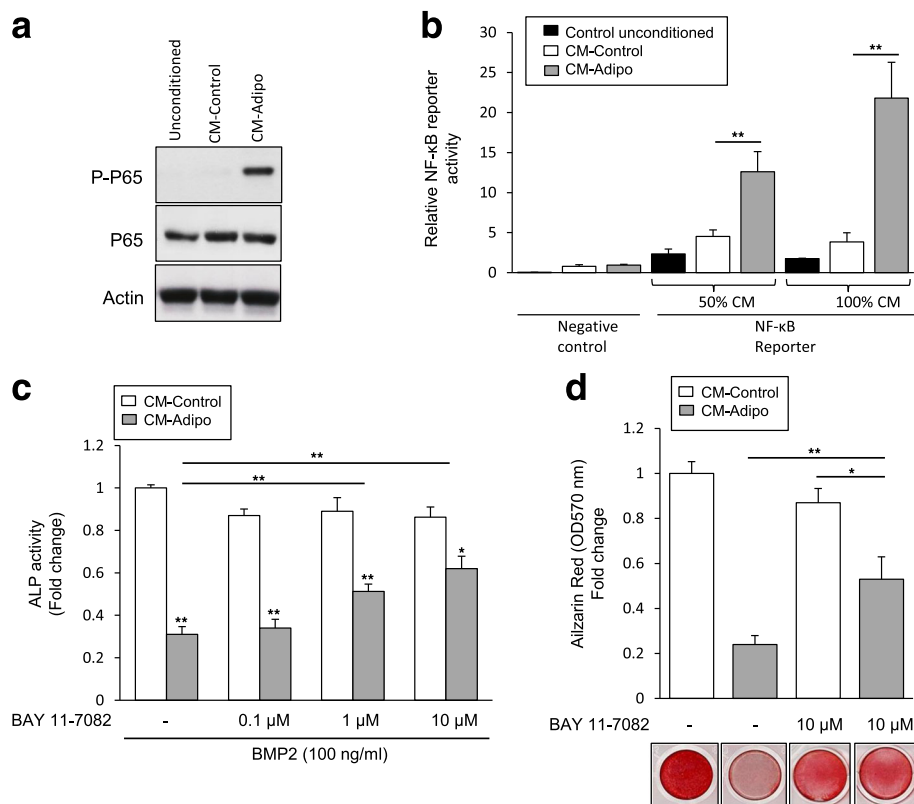 a
Unconditioned
CM-Control
CM-Adipo
P-P65
P65
Actin
b
Control unconditioned
CM-Control
CM-Adipo
Relative NF-κB reporter
activity
30
25
20
15
10
5
0
**
**
50% CM
100% CM
Negative
control
NF-κB
Reporter
c
CM-Control
CM-Adipo
ALP activity
(Fold change)
1.2
1
0.8
0.6
0.4
0.2
0
**
**
**
**
**
*
BAY 11-7082
-
0.1 µM
1 µM
10 µM
BMP2 (100 ng/ml)
d
CM-Control
CM-Adipo
Ailzarin Red (OD570 nm)
Fold change
1.2
1
0.8
0.6
0.4
0.2
0
**
*
BAY 11-7082
-
-
10 µM
10 µM